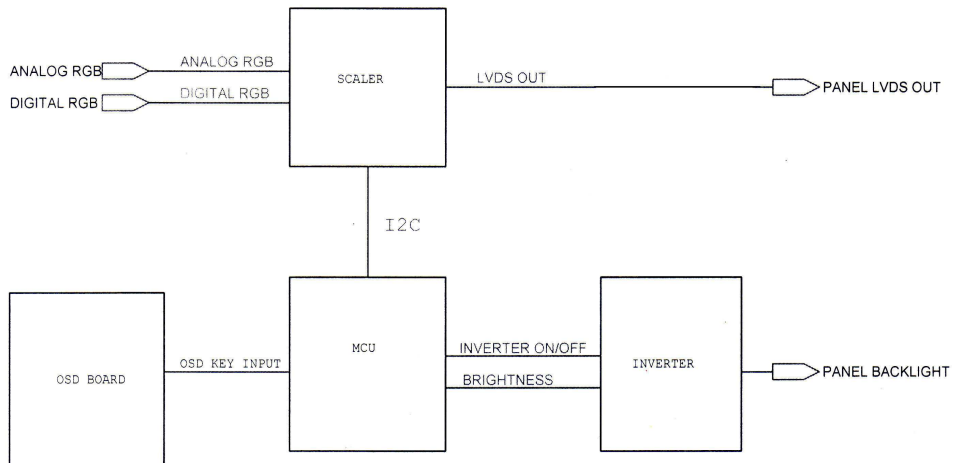 ANALOG RGB
ANALOG RGB
DIGITAL RGB
DIGITAL RGB
SCALER
LVDS OUT
PANEL LVDS OUT
I2C
OSD BOARD
OSD KEY INPUT
MCU
INVERTER ON/OFF
BRIGHTNESS
INVERTER
PANEL BACKLIGHT